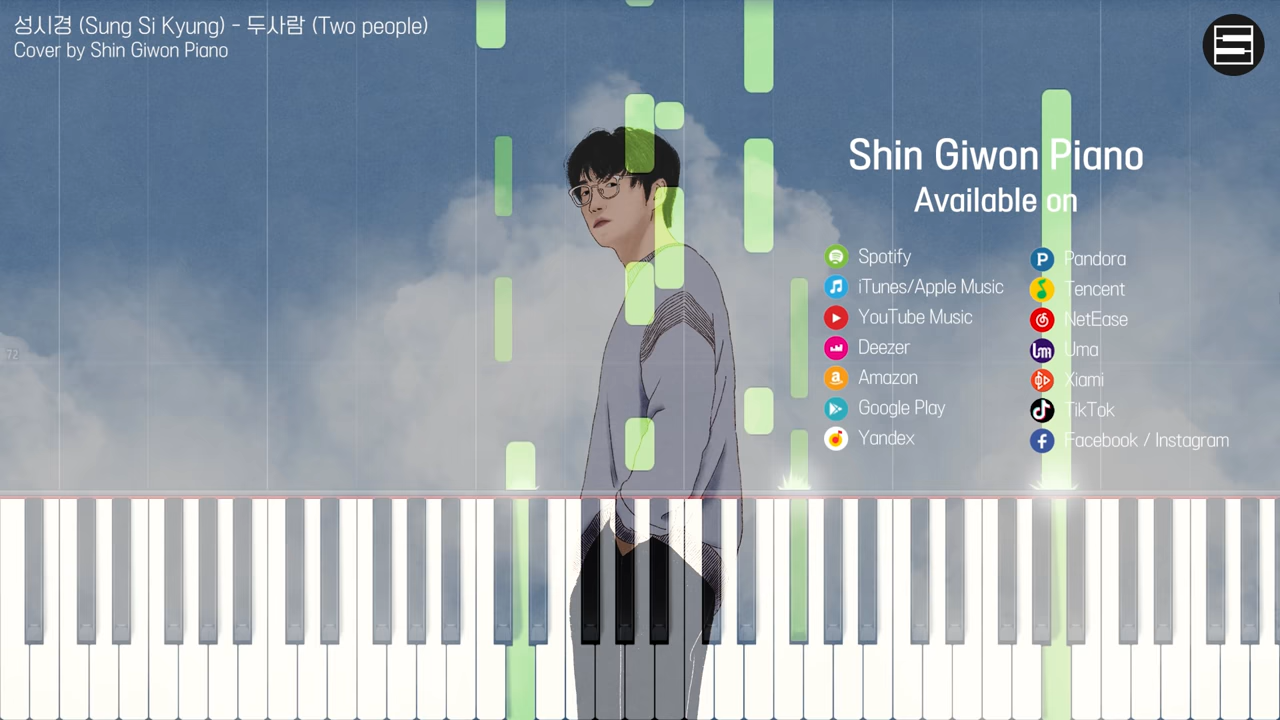 성시경 (Sung Si Kyung) - 두사람 (Two people)
Cover by Shin Giwon Piano
Shin Giwon Piano
Available on
Spotify
iTunes/Apple Music
YouTube Music
Deezer
Amazon
Google Play
Yandex
Pandora
Tencent
NetEase
Uma
Xiami
TikTok
Facebook / Instagram
72